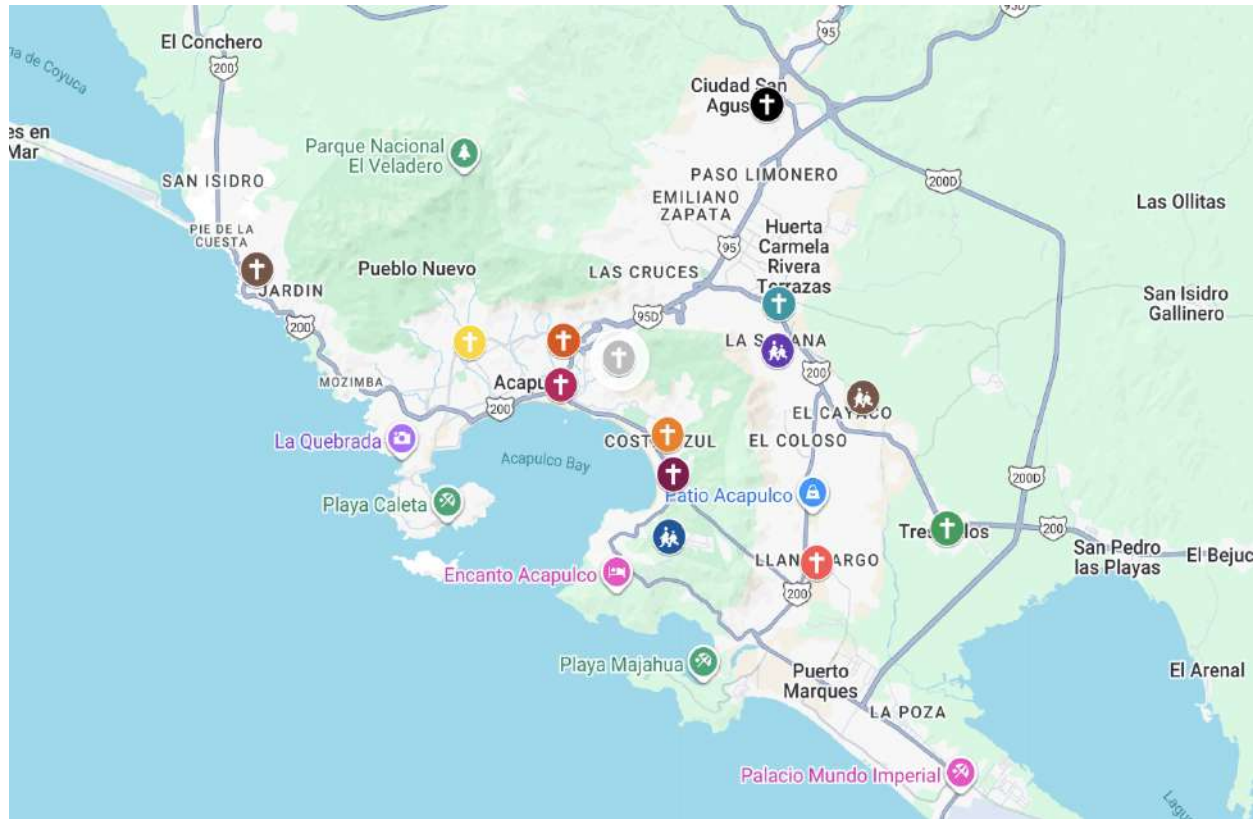 El Conchero
200
na de Coyuca
95
95D
Ciudad San
Agus
es en
Mar
Parque Nacional
El Veladero
SAN ISIDRO
PASO LIMONERO
200D
EMILIANO
ZAPATA
Las Ollitas
PIE DE LA
CUESTA
Huerta
Carmela
Rivera
Terrazas
95
Pueblo Nuevo
LAS CRUCES
JARDIN
San Isidro
Gallinero
200
95D
LA S ANA
200
MOZIMBA
Acapu
200
EL CAYACO
La Quebrada
COST ZUL
EL COLOSO
Acapulco Bay
Patio Acapulco
200D
Playa Caleta
Tres los
200
San Pedro
las Playas
El Bejuc
Encanto Acapulco
LLAN ARGO
200
Playa Majahua
Puerto
Marques
El Arenal
LA POZA
Palacio Mundo Imperial
Lagu